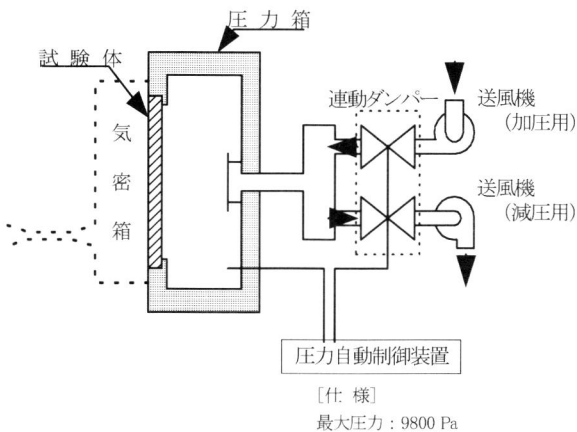 圧力箱
試験体
気密箱
連動ダンパー
送風機
(加圧用)
送風機
(減圧用)
圧力自動制御装置
[仕 様]
最大圧力:9800 Pa